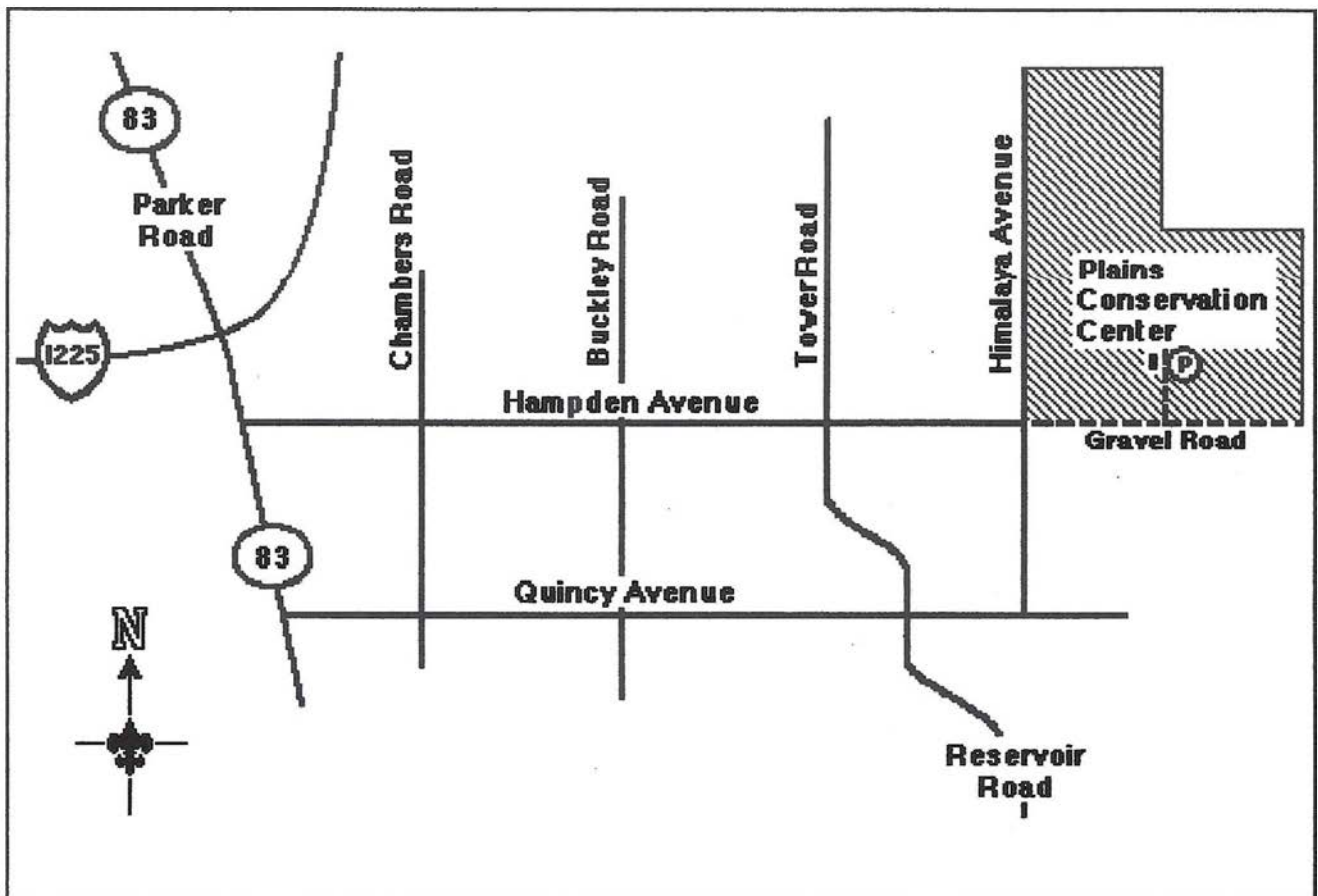 83
Parker
Road
1225
Chambers Road
Buckley Road
Tower Road
Himalaya Avenue
Plains
Conservation
Center
P
Hampden Avenue
Gravel Road
83
Quincy Avenue
N
Reservoir
Road